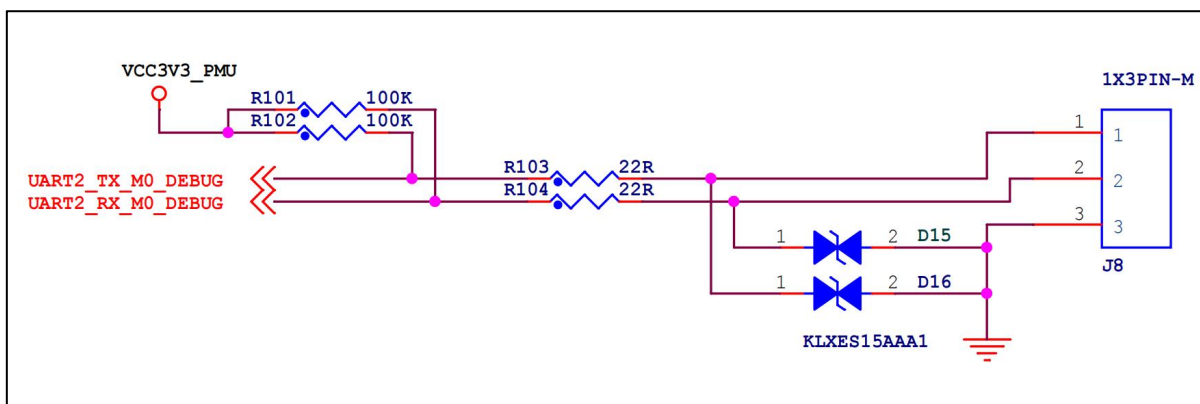 VCC3V3_PMU
1X3PIN-M
R101 100K
R102 100K
1 1
R103 22R
UART2_TX_M0_DEBUG
2 2
R104 22R
UART2_RX_M0_DEBUG
3 3
1 2 D15
J8
1 2 D16
KLXES15AAA1